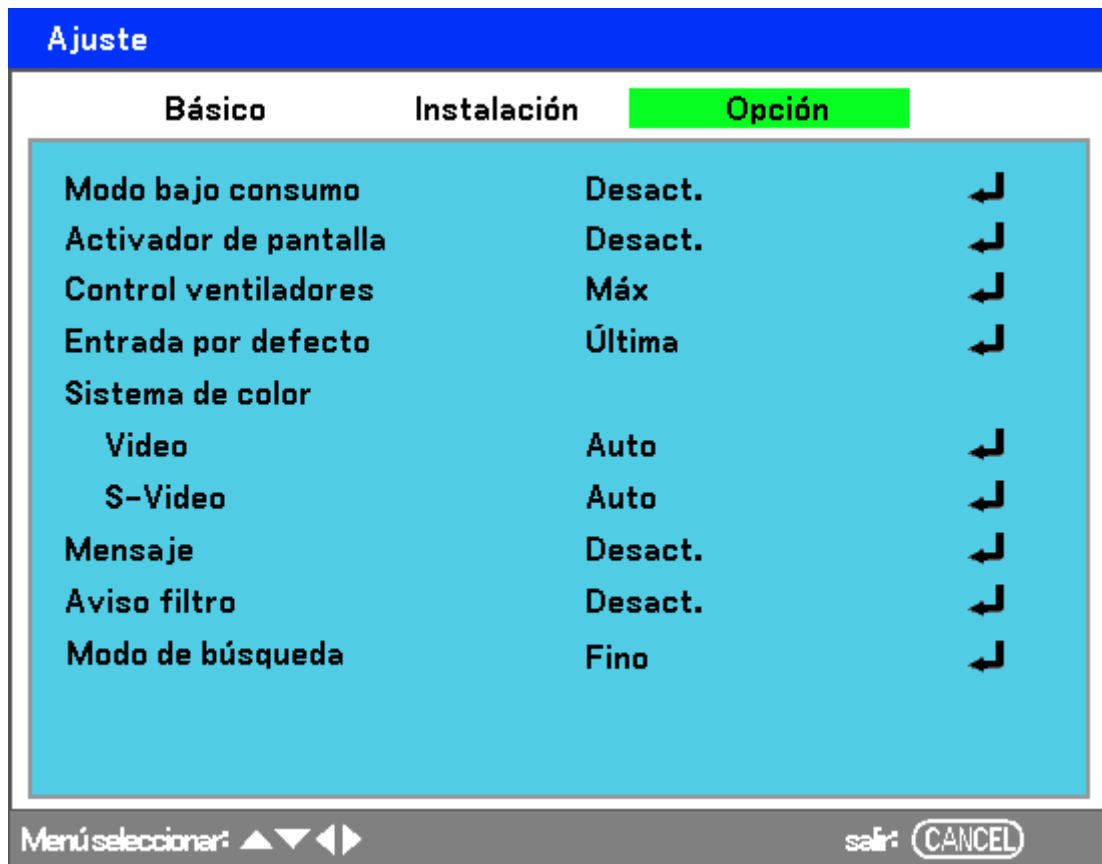 Ajuste
Básico Instalación Opción
Modo bajo consumo Desact.
Activador de pantalla Desact.
Control ventiladores Máx
Entrada por defecto Última
Sistema de color
Video Auto
S-Video Auto
Mensaje Desact.
Aviso filtro Desact.
Modo de búsqueda Fino
Menú seleccionar: ▲▼◀▶ salir: CANCEL